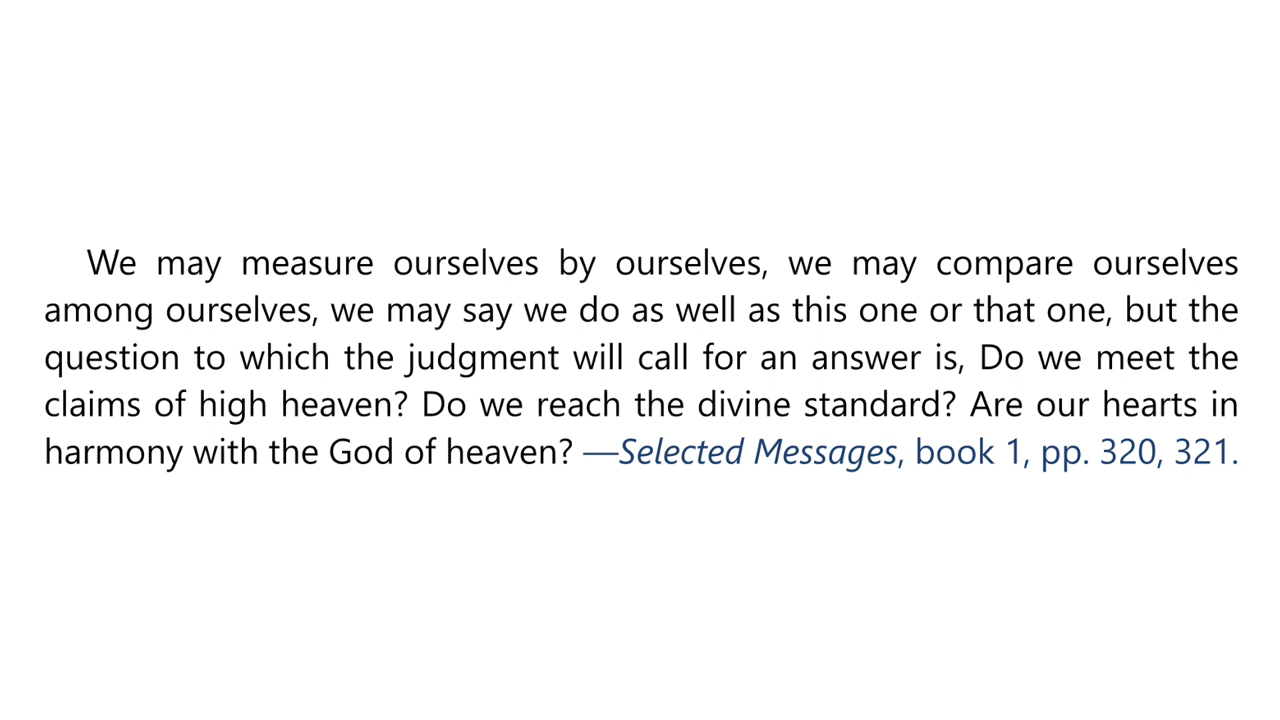 We may measure ourselves by ourselves, we may compare ourselves
among ourselves, we may say we do as well as this one or that one, but the
question to which the judgment will call for an answer is, Do we meet the
claims of high heaven? Do we reach the divine standard? Are our hearts in
harmony with the God of heaven? —Selected Messages, book 1, pp. 320, 321.